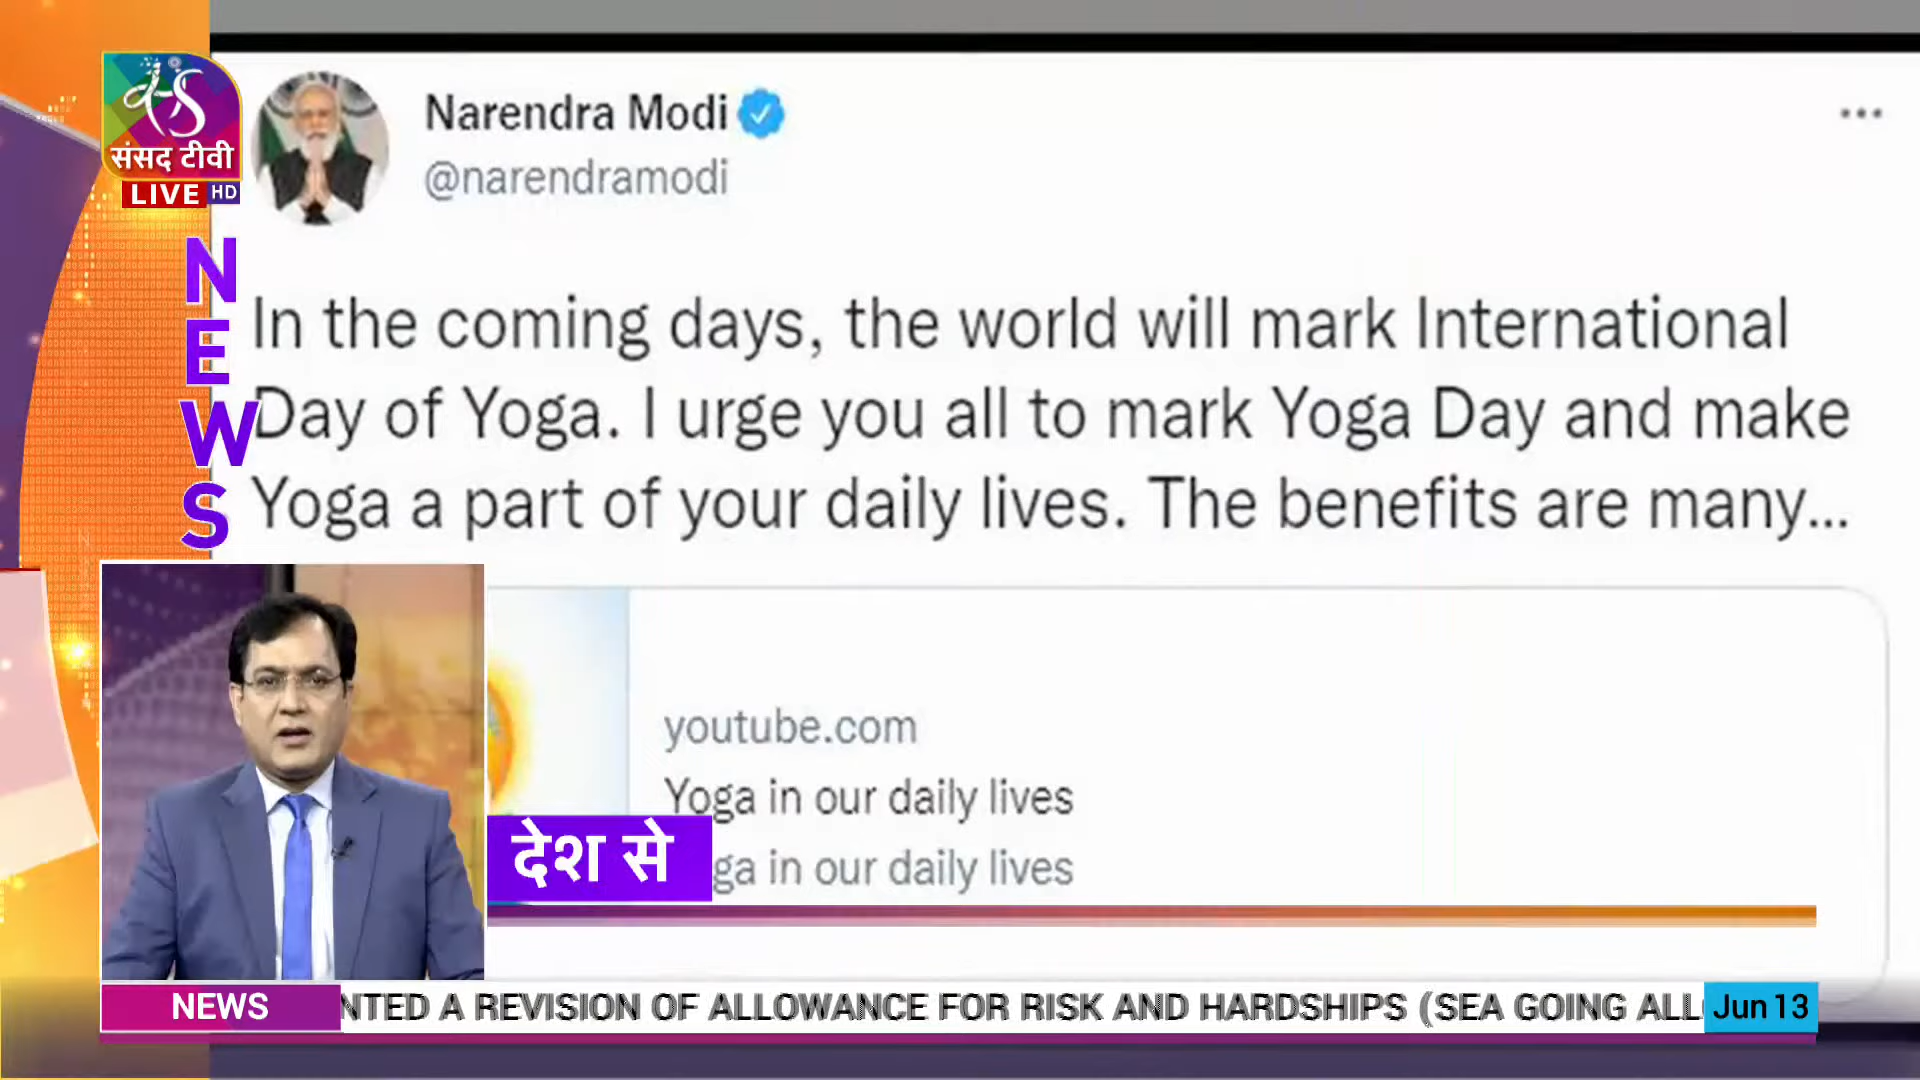 संसद टीवी
LIVE HD
NEWS
Narendra Modi
@narendramodi
In the coming days, the world will mark International
Day of Yoga. I urge you all to mark Yoga Day and make
Yoga a part of your daily lives. The benefits are many...
youtube.com
Yoga in our daily lives
ga in our daily lives
देश से
NEWS
NTED A REVISION OF ALLOWANCE FOR RISK AND HARDSHIPS (SEA GOING ALL
Jun 13